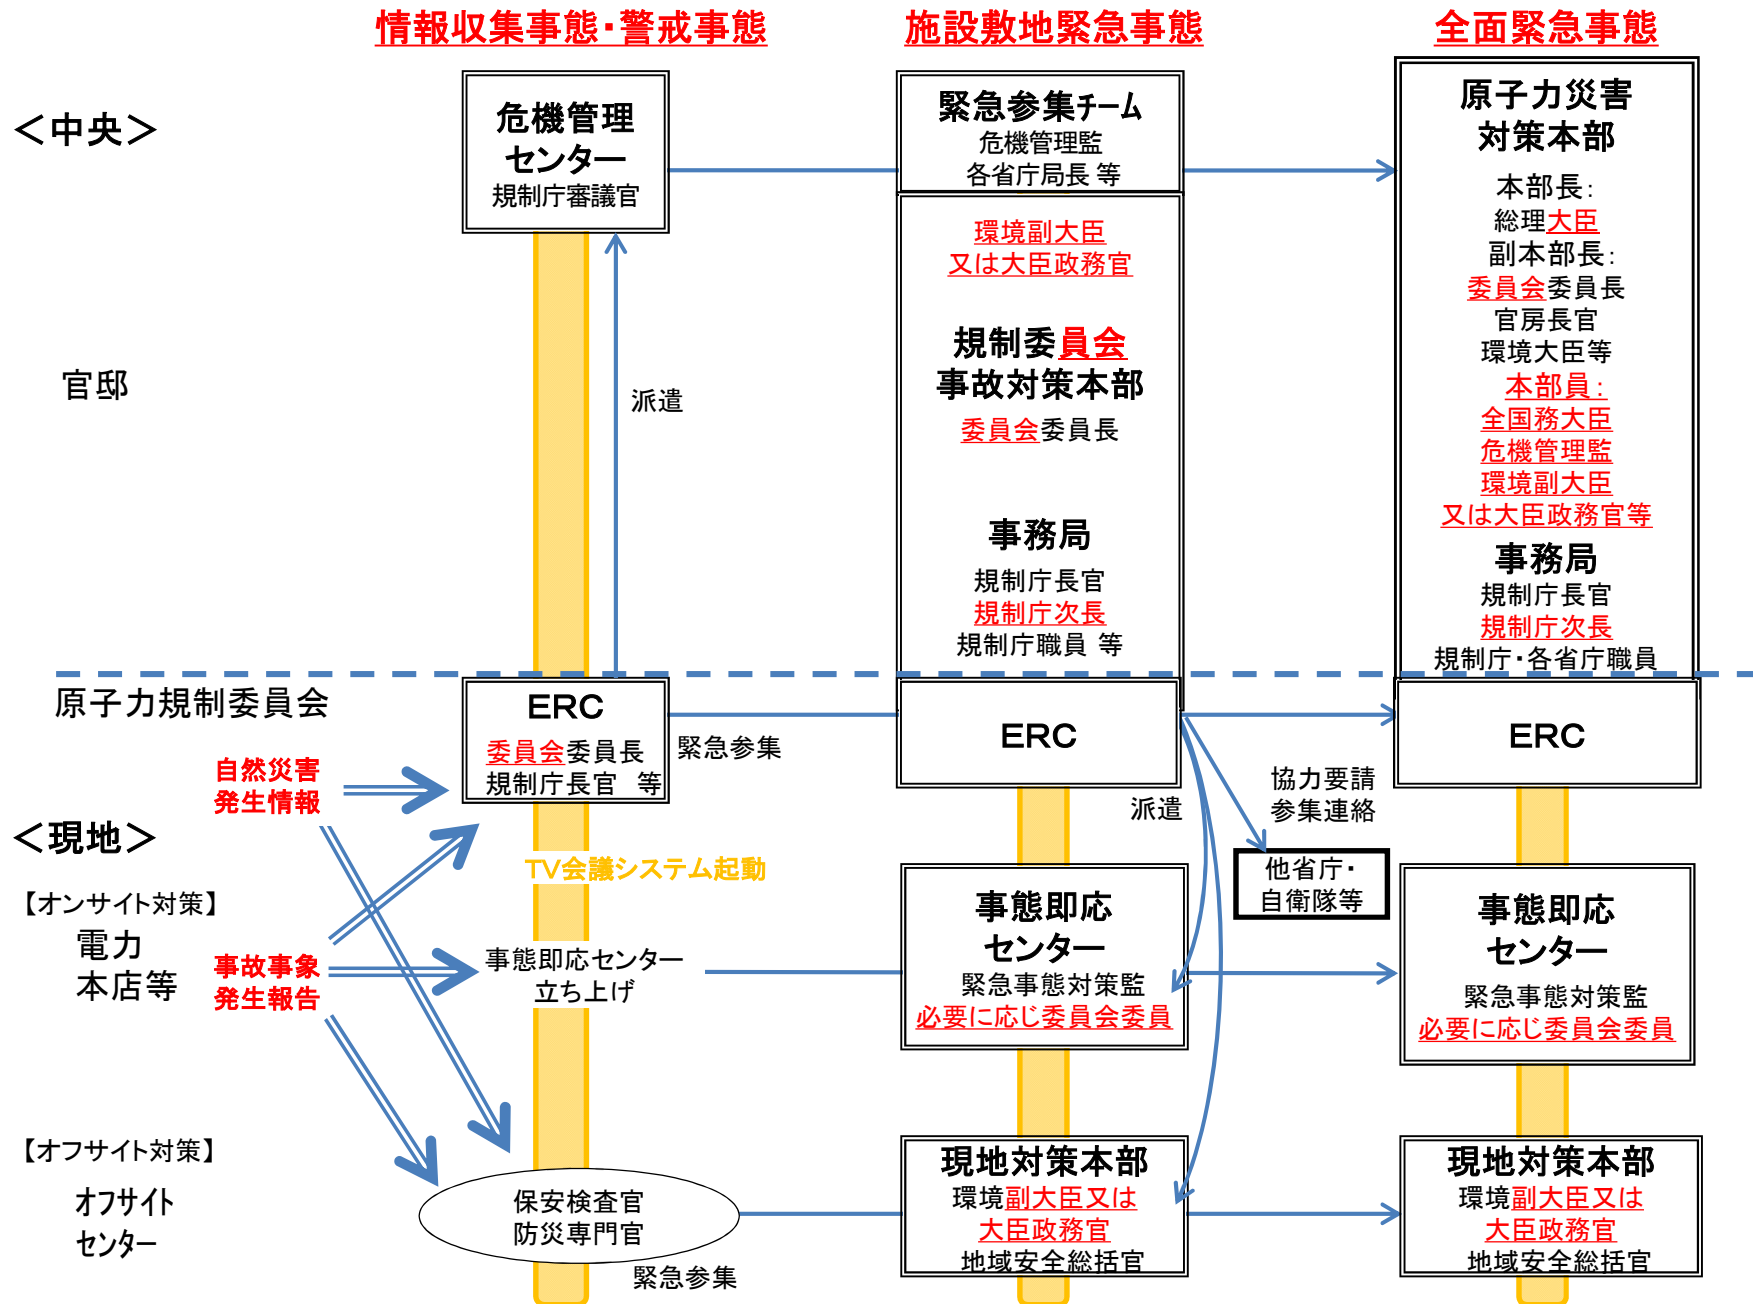 情報収集事態・警戒事態
施設敷地緊急事態
全面緊急事態
＜中央＞
官邸
危機管理
センター
規制庁審議官
派遣
緊急参集チーム
危機管理監
各省庁局長 等
環境副大臣
又は大臣政務官
規制委員会
事故対策本部
委員会委員長
事務局
規制庁長官
規制庁次長
規制庁職員 等
原子力災害
対策本部
本部長：
総理大臣
副本部長：
委員会委員長
官房長官
環境大臣等
本部員：
全国務大臣
危機管理監
環境副大臣
又は大臣政務官等
事務局
規制庁長官
規制庁次長
規制庁・各省庁職員
原子力規制委員会
ERC
委員会委員長
規制庁長官 等
緊急参集
ERC
ERC
自然災害
発生情報
派遣
協力要請
参集連絡
他省庁・
自衛隊等
＜現地＞
TV会議システム起動
【オンサイト対策】
電力
本店等
事故事象
発生報告
事態即応センター
立ち上げ
事態即応
センター
緊急事態対策監
必要に応じ委員会委員
事態即応
センター
緊急事態対策監
必要に応じ委員会委員
【オフサイト対策】
オフサイト
センター
保安検査官
防災専門官
緊急参集
現地対策本部
環境副大臣又は
大臣政務官
地域安全総括官
現地対策本部
環境副大臣又は
大臣政務官
地域安全総括官